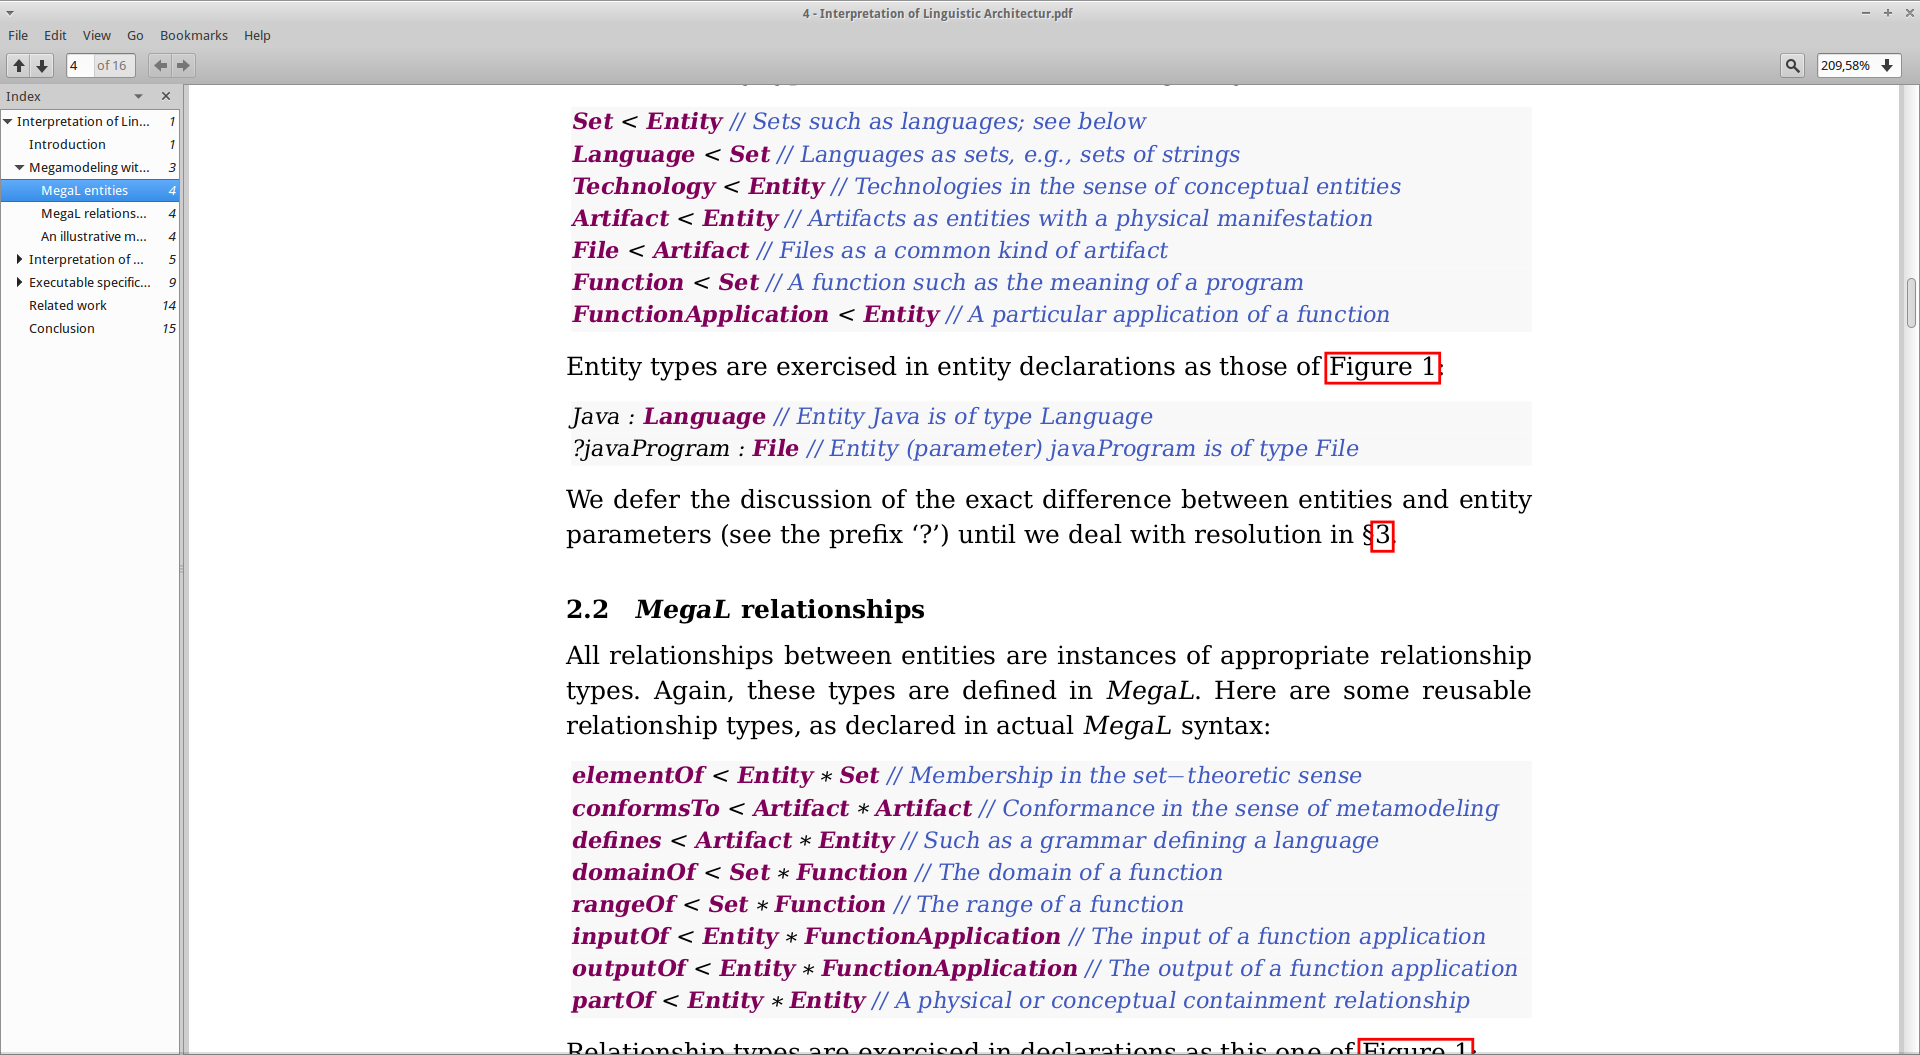 4 - Interpretation of Linguistic Architectur.pdf
File Edit View Go Bookmarks Help
4 of 16
209,58%
Index
Interpretation of Lin... 1
Introduction 1
Megamodeling wit... 3
MegaL entities 4
MegaL relations... 4
An illustrative m... 4
Interpretation of ... 5
Executable specific... 9
Related work 14
Conclusion 15
Set < Entity // Sets such as languages; see below
Language < Set // Languages as sets, e.g., sets of strings
Technology < Entity // Technologies in the sense of conceptual entities
Artifact < Entity // Artifacts as entities with a physical manifestation
File < Artifact // Files as a common kind of artifact
Function < Set // A function such as the meaning of a program
FunctionApplication < Entity // A particular application of a function
Entity types are exercised in entity declarations as those of Figure 1:
Java : Language // Entity Java is of type Language
?javaProgram : File // Entity (parameter) javaProgram is of type File
We defer the discussion of the exact difference between entities and entity
parameters (see the prefix ‘?’) until we deal with resolution in §3.
2.2 MegaL relationships
All relationships between entities are instances of appropriate relationship
types. Again, these types are defined in MegaL. Here are some reusable
relationship types, as declared in actual MegaL syntax:
elementOf < Entity ∗ Set // Membership in the set−theoretic sense
conformsTo < Artifact ∗ Artifact // Conformance in the sense of metamodeling
defines < Artifact ∗ Entity // Such as a grammar defining a language
domainOf < Set ∗ Function // The domain of a function
rangeOf < Set ∗ Function // The range of a function
inputOf < Entity ∗ FunctionApplication // The input of a function application
outputOf < Entity ∗ FunctionApplication // The output of a function application
partOf < Entity ∗ Entity // A physical or conceptual containment relationship
Relationship types are exercised in declarations as this one of Figure 1: